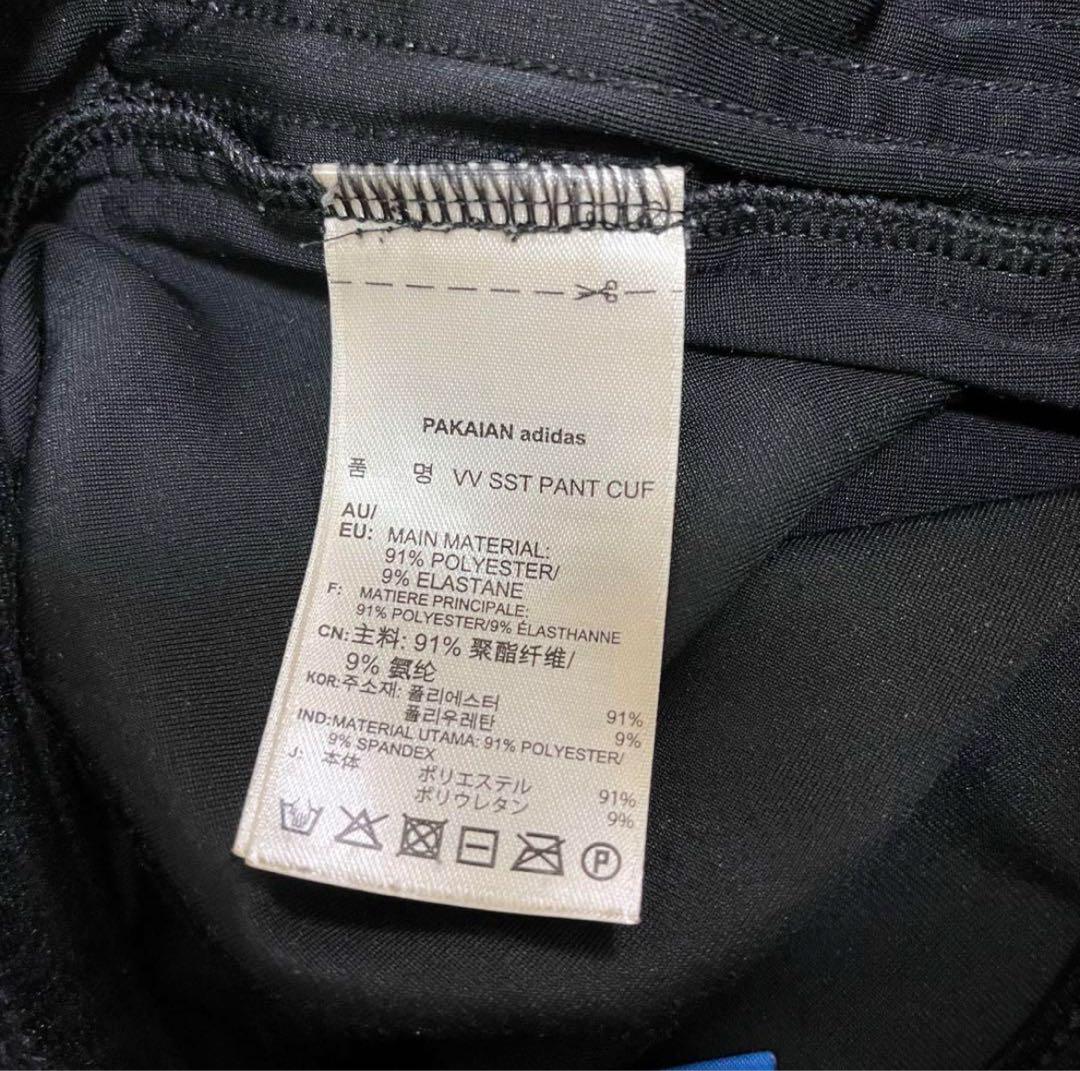 PAKAIAN adidas
품 명 VV SST PANT CUF
AU/
EU: MAIN MATERIAL:
91% POLYESTER/
9% ELASTANE
F: MATIERE PRINCIPALE:
91% POLYESTER/9% ÉLASTHANNE
CN:主料: 91% 聚酯纤维/
9% 氨纶
KOR:주소재: 폴리에스터 91%
폴리우레탄 9%
IND:MATERIAL UTAMA: 91% POLYESTER/
9% SPANDEX
J: 本体 ポリエステル 91%
ポリウレタン 9%
P